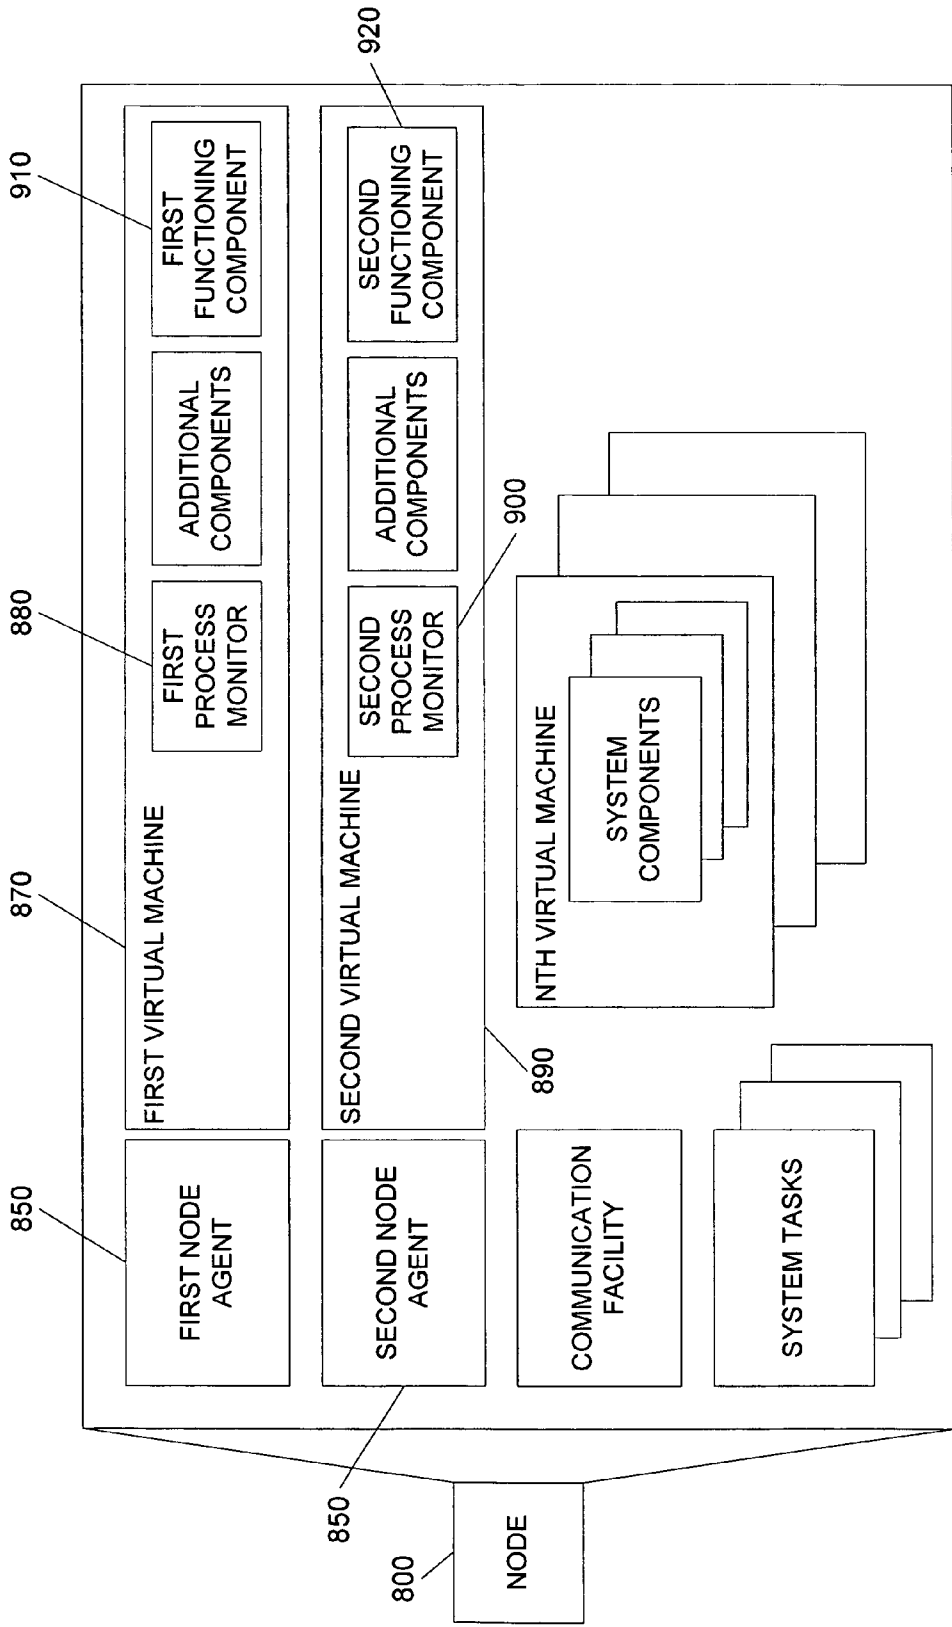 910
920
FIRST
FUNCTIONING
COMPONENT
SECOND
FUNCTIONING
COMPONENT
ADDITIONAL
COMPONENTS
ADDITIONAL
COMPONENTS
880
900
FIRST
PROCESS
MONITOR
SECOND
PROCESS
MONITOR
870
FIRST VIRTUAL MACHINE
SECOND VIRTUAL MACHINE
890
NTH VIRTUAL MACHINE
SYSTEM
COMPONENTS
850
FIRST NODE
AGENT
SECOND NODE
AGENT
850
COMMUNICATION
FACILITY
SYSTEM TASKS
800
NODE